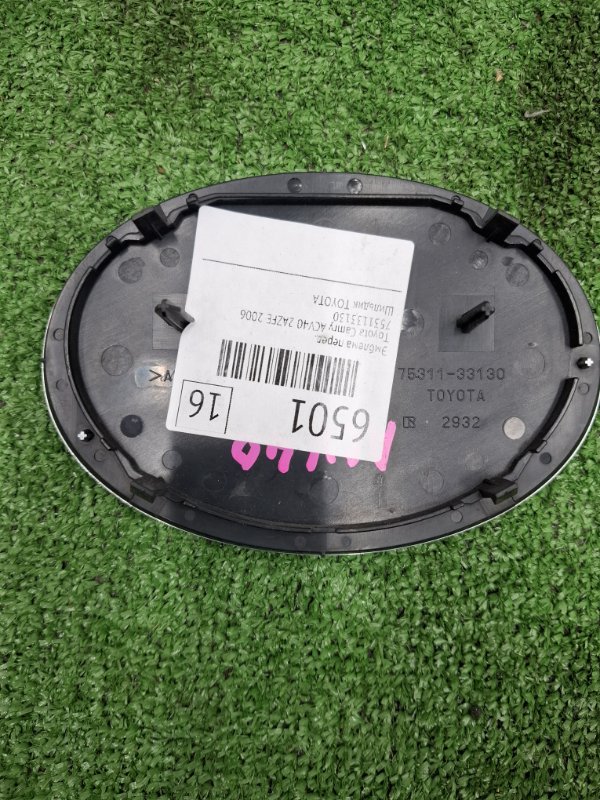 Эмблема перед.
Toyota Camry ACV40 2AZFE 2006
7531133130
Шильдик TOYOTA
6501
16
75311-33130
TOYOTA
R 2932